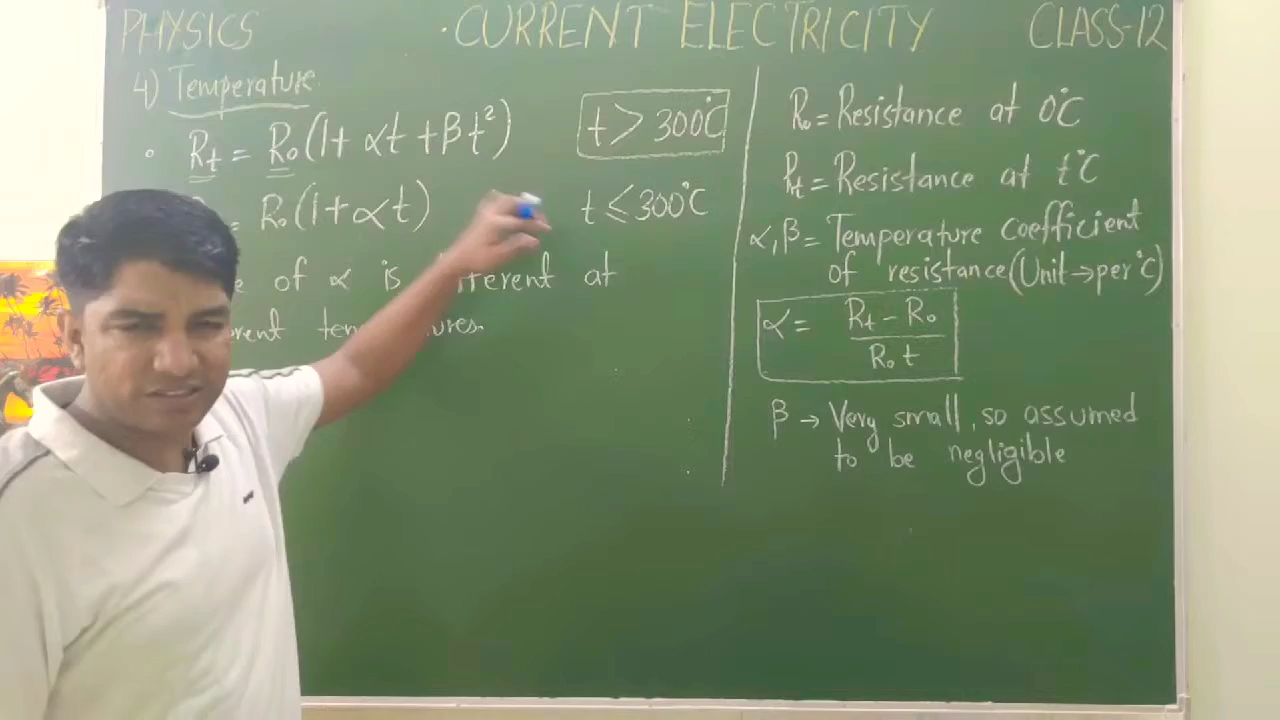 PHYSICS
·CURRENT ELECTRICITY
CLASS-12
4) Temperature
Rt = R₀(1+ αt +βt²)
t > 300°C
= R₀(1+αt)
t ≤ 300°C
of α is different at
R₀ = Resistance at 0°C
Rt = Resistance at t°C
α, β = Temperature coefficient
of resistance (Unit→per°C)
α = Rt − R₀
R₀ t
β → Very small, so assumed
to be negligible